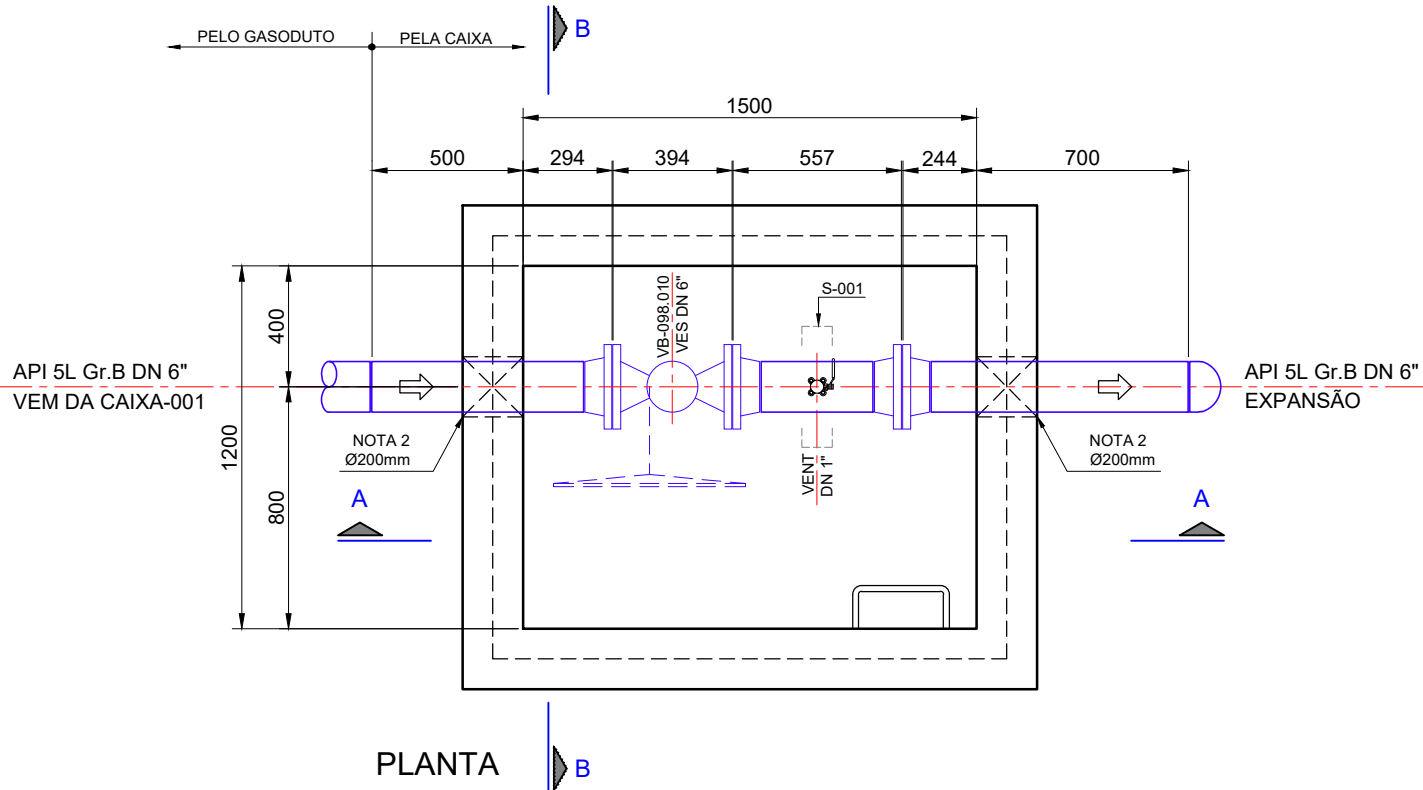 B
PELO GASODUTO
PELA CAIXA
1500
500
294
394
557
244
700
VB-098.010
VES DN 6"
S-001
400
API 5L Gr.B DN 6"
VEM DA CAIXA-001
API 5L Gr.B DN 6"
EXPANSÃO
1200
NOTA 2
Ø200mm
NOTA 2
Ø200mm
VENT
DN 1"
800
A
A
PLANTA
B